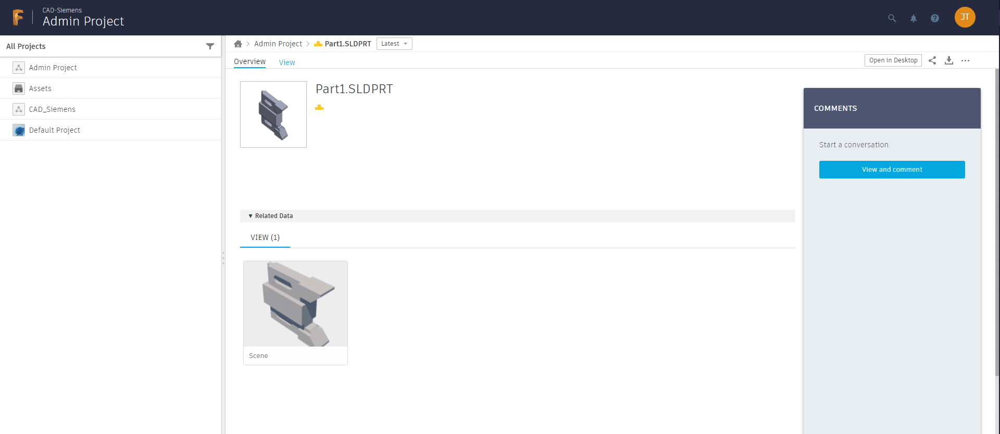 CAD-Siemens
Admin Project
JT
All Projects
Admin Project
Assets
CAD_Siemens
Default Project
Admin Project
Part1.SLDPRT
Latest
Overview
View
Open in Desktop
Part1.SLDPRT
COMMENTS
Start a conversation.
View and comment
▼ Related Data
VIEW (1)
Scene